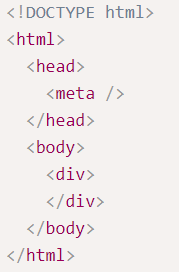 <!DOCTYPE html>
<html>
  <head>
    <meta />
  </head>
  <body>
    <div>
    </div>
  </body>
</html>